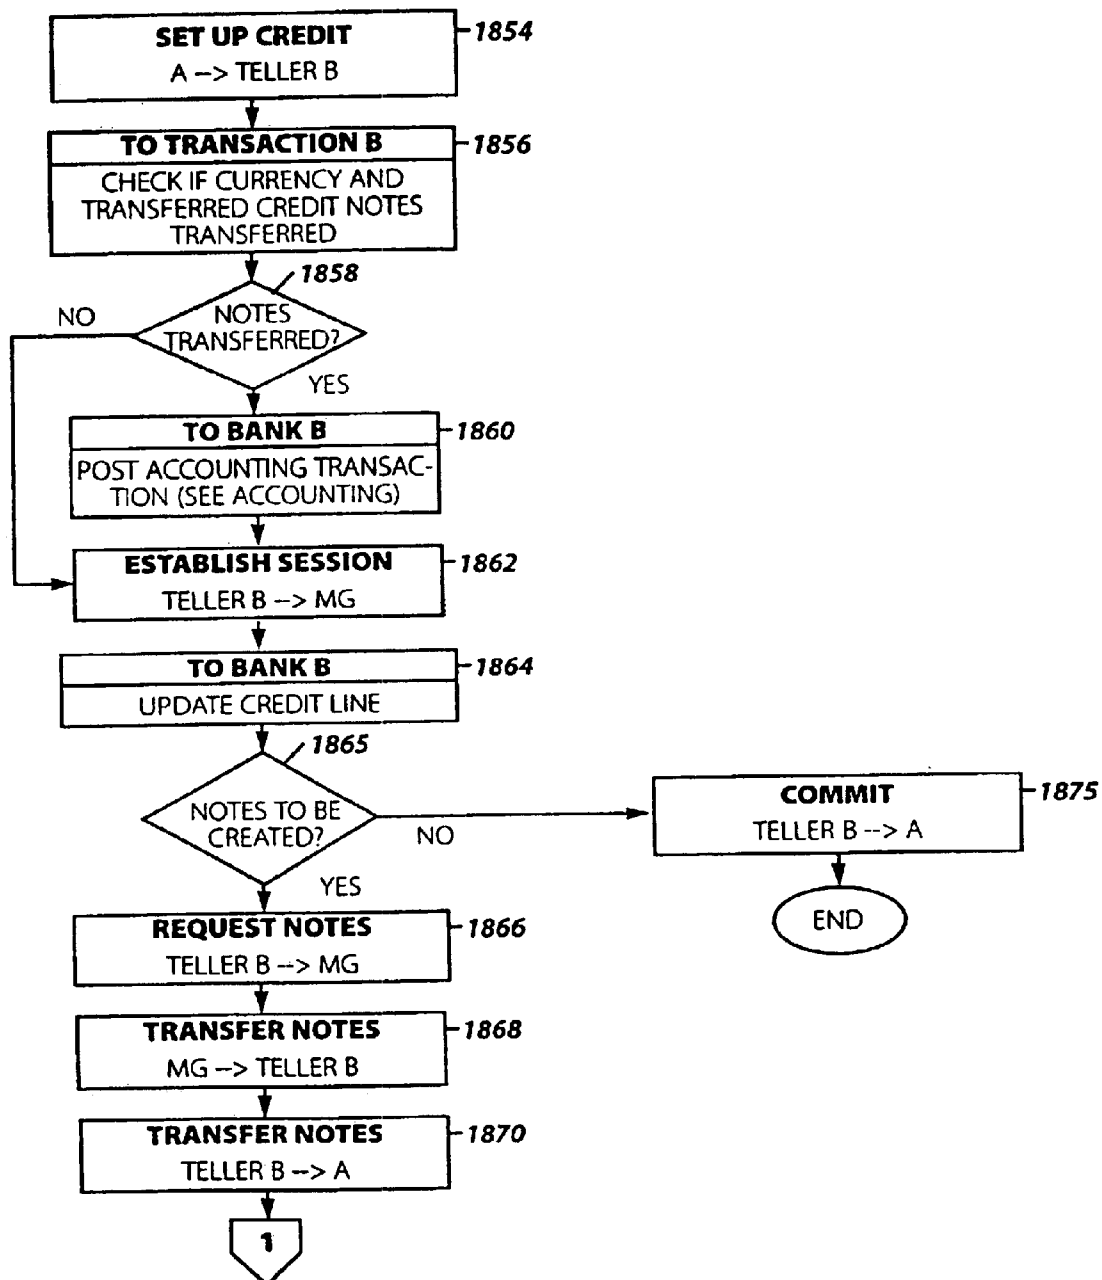 SET UP CREDIT
1854
A --> TELLER B
TO TRANSACTION B
1856
CHECK IF CURRENCY AND
TRANSFERRED CREDIT NOTES
TRANSFERRED
1858
NOTES
TRANSFERRED?
NO
YES
TO BANK B
1860
POST ACCOUNTING TRANSAC-
TION (SEE ACCOUNTING)
ESTABLISH SESSION
1862
TELLER B --> MG
TO BANK B
1864
UPDATE CREDIT LINE
1865
NOTES TO BE
CREATED?
NO
YES
COMMIT
1875
TELLER B --> A
END
REQUEST NOTES
1866
TELLER B --> MG
TRANSFER NOTES
1868
MG --> TELLER B
TRANSFER NOTES
1870
TELLER B --> A
1